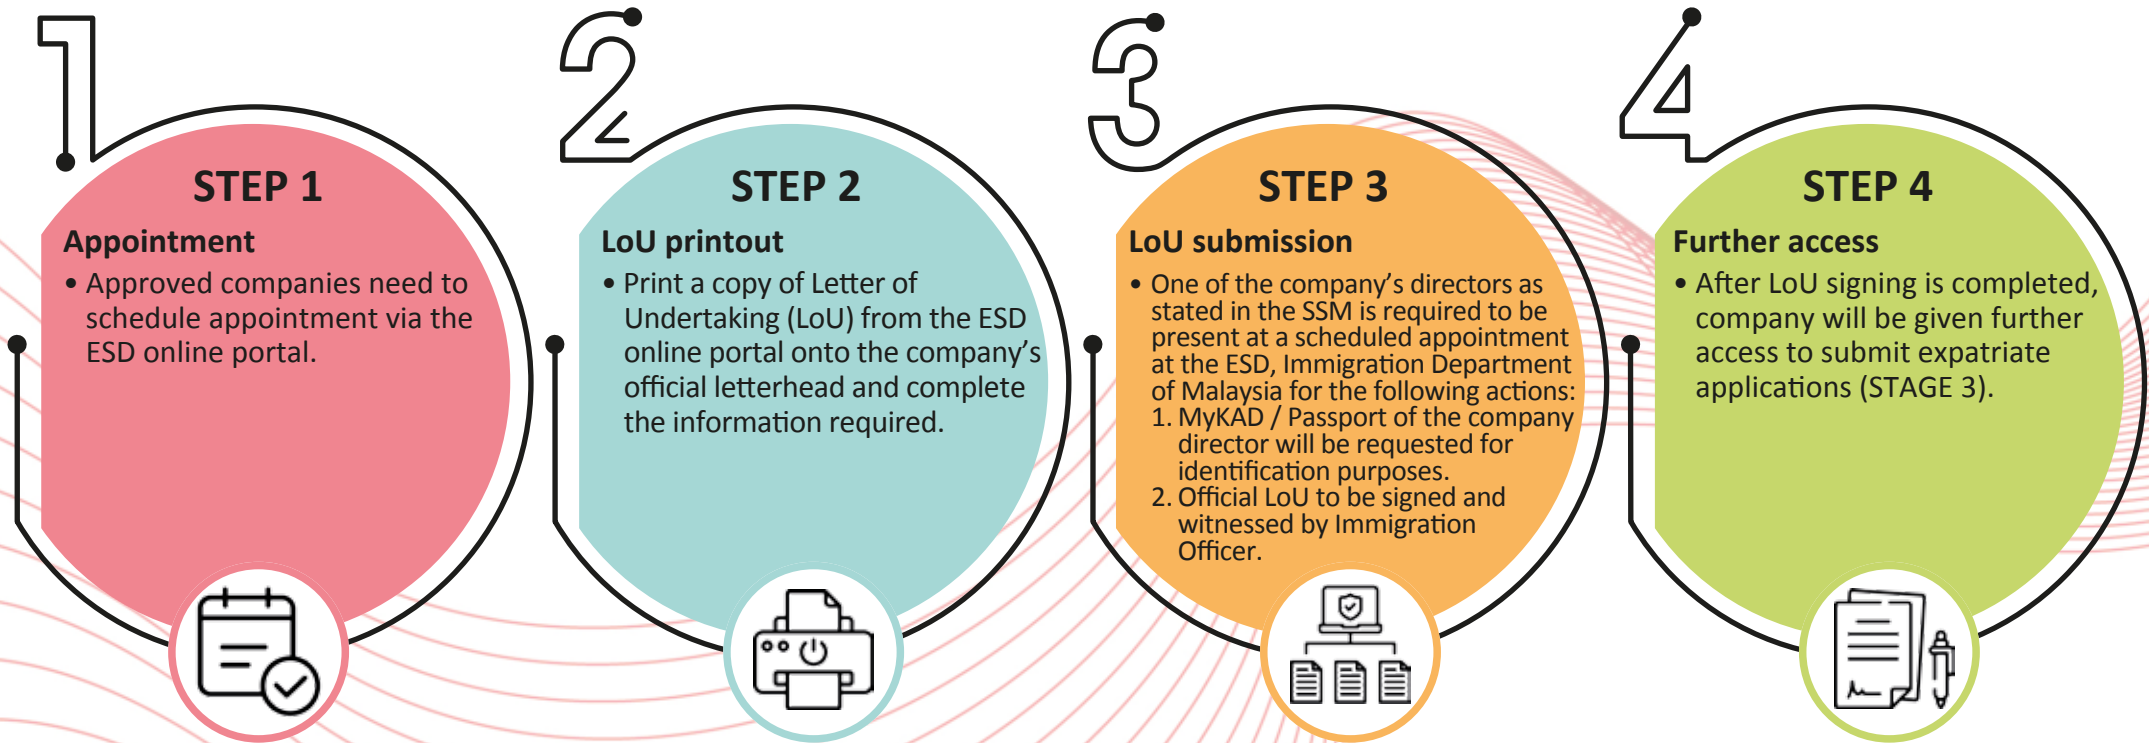 1
STEP 1
Appointment
• Approved companies need to
schedule appointment via the
ESD online portal.
2
STEP 2
LoU printout
• Print a copy of Letter of
Undertaking (LoU) from the ESD
online portal onto the company's
official letterhead and complete
the information required.
3
STEP 3
LoU submission
• One of the company's directors as
stated in the SSM is required to be
present at a scheduled appointment
at the ESD, Immigration Department
of Malaysia for the following actions:
1. MyKAD / Passport of the company
director will be requested for
identification purposes.
2. Official LoU to be signed and
witnessed by Immigration
Officer.
4
STEP 4
Further access
• After LoU signing is completed,
company will be given further
access to submit expatriate
applications (STAGE 3).